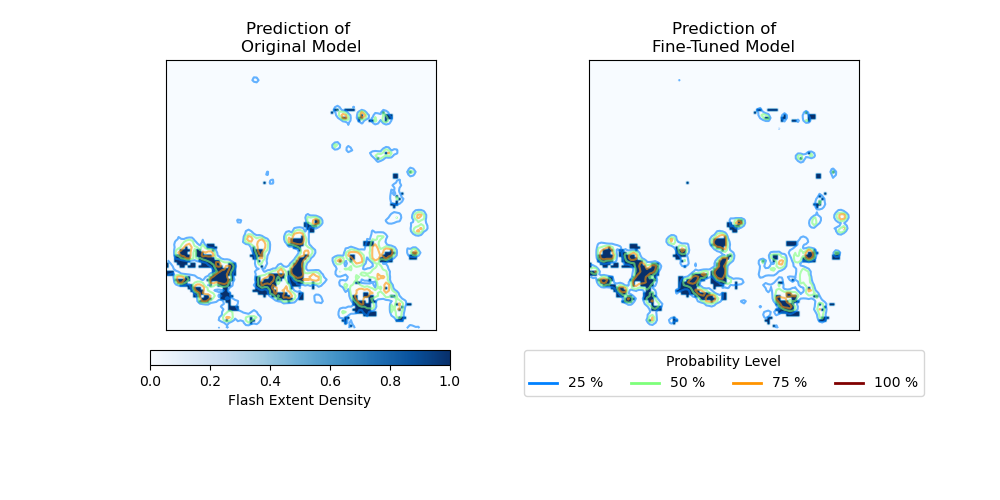 Prediction of
Original Model
Prediction of
Fine-Tuned Model
0.0 0.2 0.4 0.6 0.8 1.0
Flash Extent Density
Probability Level
25 % 50 % 75 % 100 %